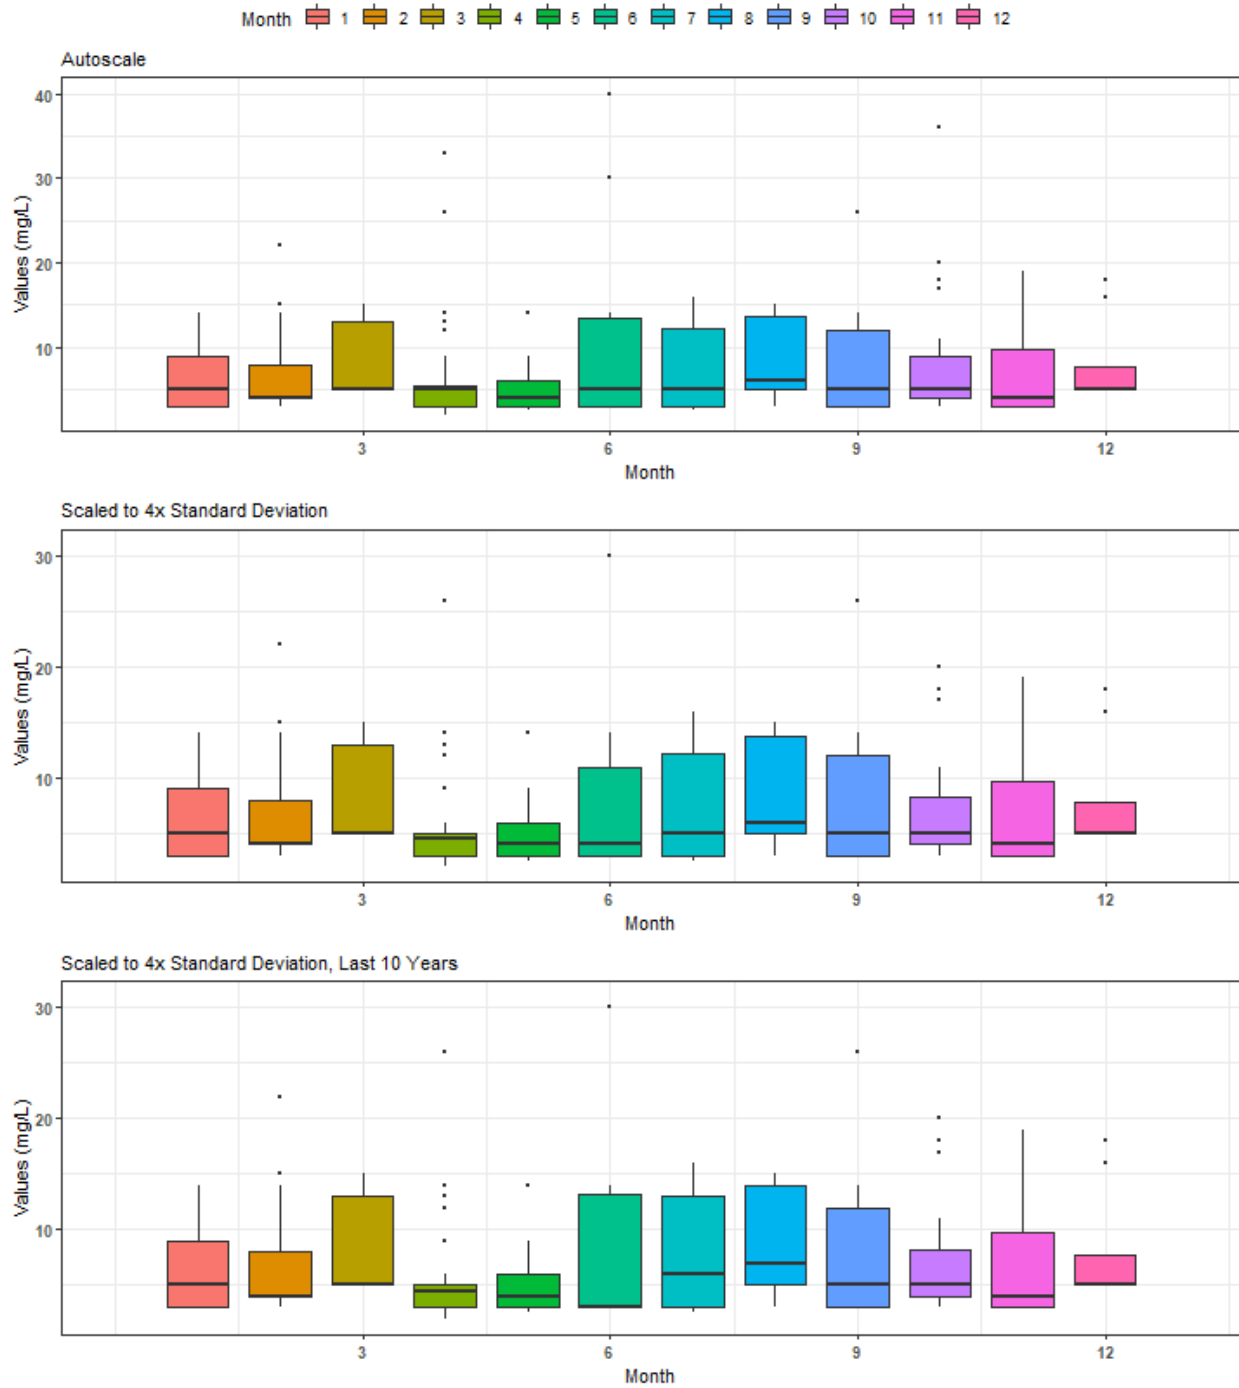 Month 1 2 3 4 5 6 7 8 9 10 11 12
Autoscale
Values (mg/L)
40
30
20
10
3 6 9 12
Month
Scaled to 4x Standard Deviation
Values (mg/L)
30
20
10
3 6 9 12
Month
Scaled to 4x Standard Deviation, Last 10 Years
Values (mg/L)
30
20
10
3 6 9 12
Month